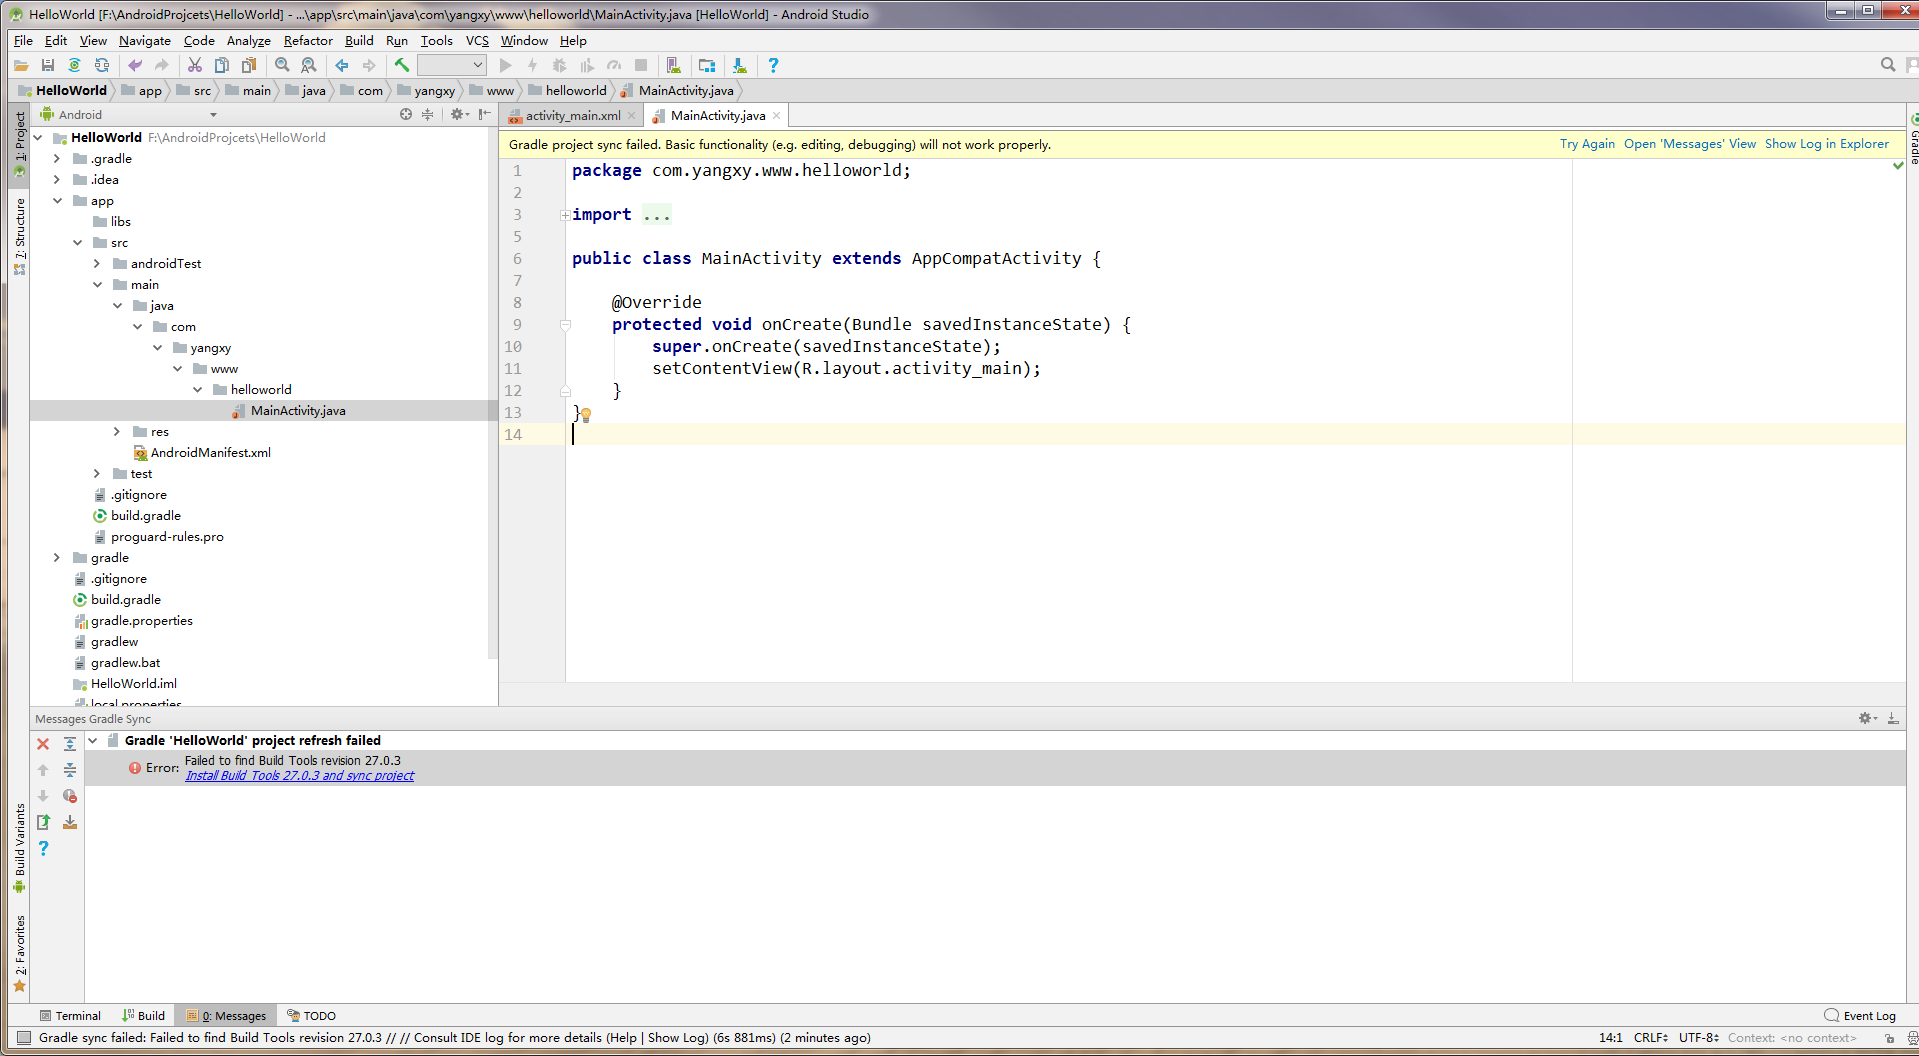 HelloWorld [F:\AndroidProjcets\HelloWorld] - ...\app\src\main\java\com\yangxy\www\helloworld\MainActivity.java [HelloWorld] - Android Studio
File Edit View Navigate Code Analyze Refactor Build Run Tools VCS Window Help
HelloWorld app src main java com yangxy www helloworld MainActivity.java
Android
activity_main.xml MainActivity.java
1: Project
7: Structure
Build Variants
2: Favorites
Gradle
HelloWorld F:\AndroidProjcets\HelloWorld
.gradle
.idea
app
libs
src
androidTest
main
java
com
yangxy
www
helloworld
MainActivity.java
res
AndroidManifest.xml
test
.gitignore
build.gradle
proguard-rules.pro
gradle
.gitignore
build.gradle
gradle.properties
gradlew
gradlew.bat
HelloWorld.iml
local.properties
Gradle project sync failed. Basic functionality (e.g. editing, debugging) will not work properly.
Try Again Open 'Messages' View Show Log in Explorer
1 package com.yangxy.www.helloworld;
2
3 import ...
5
6 public class MainActivity extends AppCompatActivity {
7
8 @Override
9 protected void onCreate(Bundle savedInstanceState) {
10 super.onCreate(savedInstanceState);
11 setContentView(R.layout.activity_main);
12 }
13 }
14
Messages Gradle Sync
Gradle 'HelloWorld' project refresh failed
Error: Failed to find Build Tools revision 27.0.3
Install Build Tools 27.0.3 and sync project
Terminal Build 0: Messages TODO Event Log
Gradle sync failed: Failed to find Build Tools revision 27.0.3 // // Consult IDE log for more details (Help | Show Log) (6s 881ms) (2 minutes ago)
14:1 CRLF UTF-8 Context: <no context>